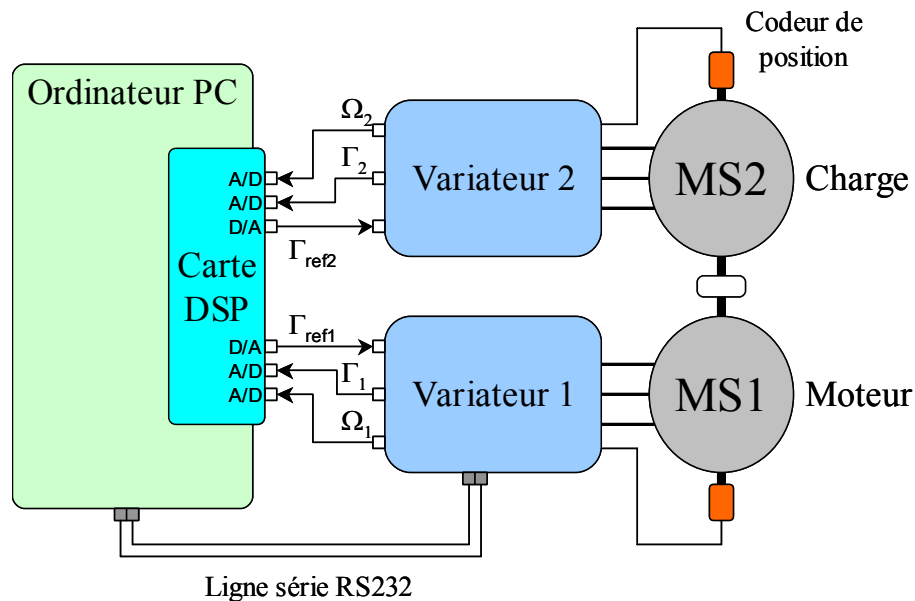 Codeur de
position
Ordinateur PC
Ω2
Γ2
Γref2
A/D
A/D
D/A
Carte
DSP
D/A
A/D
A/D
Variateur 2
MS2
Charge
Γref1
Γ1
Ω1
Variateur 1
MS1
Moteur
Ligne série RS232